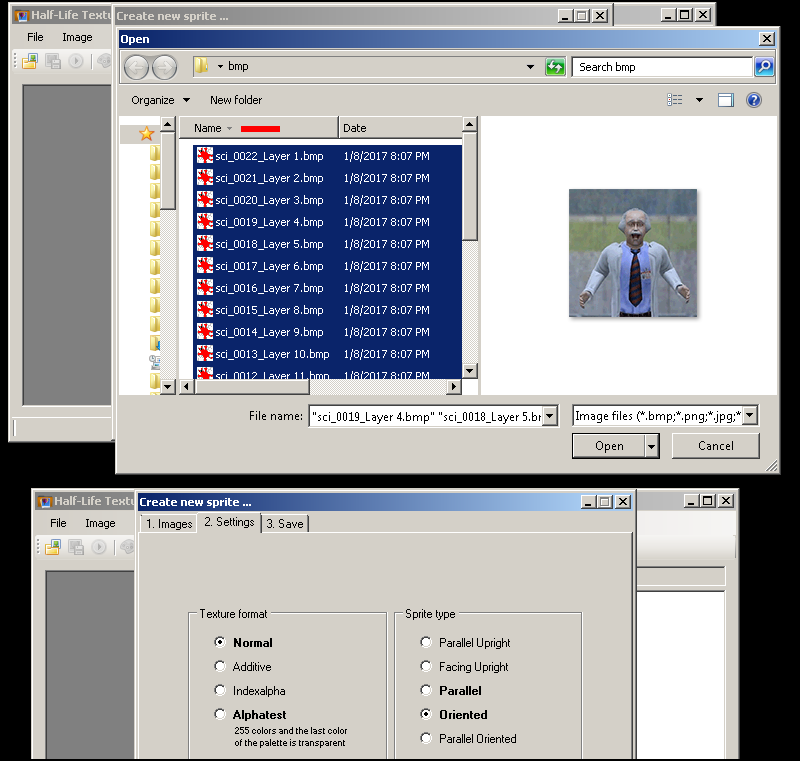 Half-Life Textu
Create new sprite ...
File Image
Open
bmp
Search bmp
Organize New folder
Name Date
sci_0022_Layer 1.bmp 1/8/2017 8:07 PM
sci_0021_Layer 2.bmp 1/8/2017 8:07 PM
sci_0020_Layer 3.bmp 1/8/2017 8:07 PM
sci_0019_Layer 4.bmp 1/8/2017 8:07 PM
sci_0018_Layer 5.bmp 1/8/2017 8:07 PM
sci_0017_Layer 6.bmp 1/8/2017 8:07 PM
sci_0016_Layer 7.bmp 1/8/2017 8:07 PM
sci_0015_Layer 8.bmp 1/8/2017 8:07 PM
sci_0014_Layer 9.bmp 1/8/2017 8:07 PM
sci_0013_Layer 10.bmp 1/8/2017 8:07 PM
sci_0012_Layer 11.bmp 1/8/2017 8:07 PM
File name: "sci_0019_Layer 4.bmp" "sci_0018_Layer 5.br Image files (*.bmp;*.png;*.jpg;*
Open Cancel
Half-Life Textu
Create new sprite ...
File Image
1. Images 2. Settings 3. Save
Texture format
Normal
Additive
Indexalpha
Alphatest
255 colors and the last color
of the palette is transparent
Sprite type
Parallel Upright
Facing Upright
Parallel
Oriented
Parallel Oriented